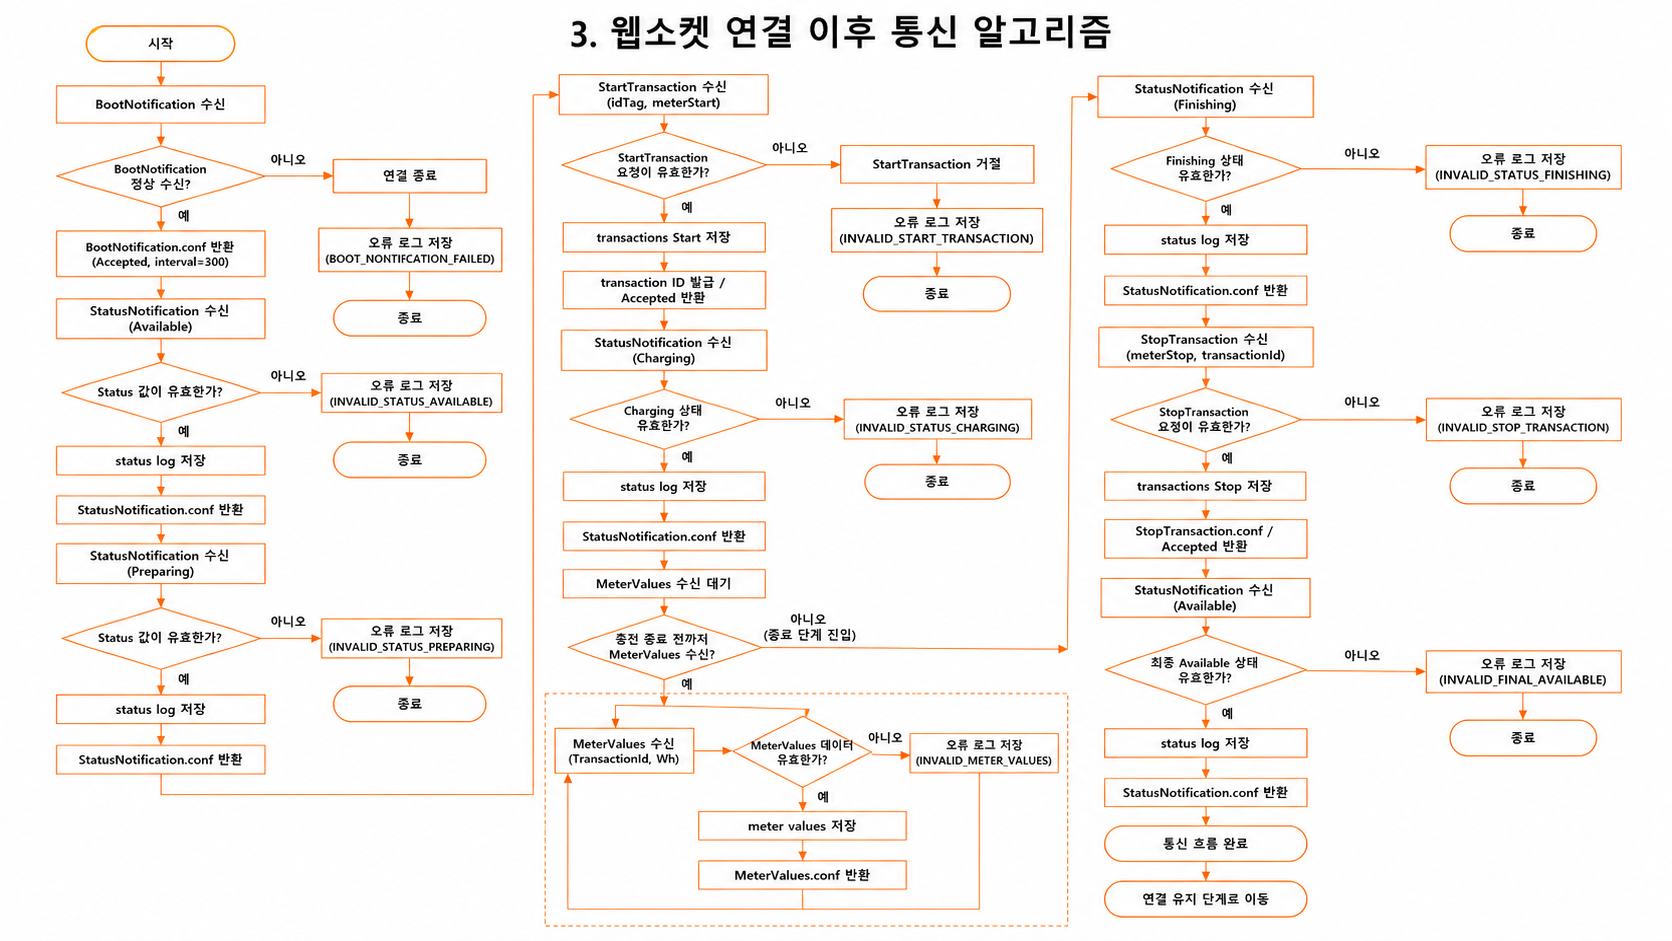 3. 웹소켓 연결 이후 통신 알고리즘
시작
BootNotification 수신
BootNotification
정상 수신?
아니오
연결 종료
오류 로그 저장
(BOOT_NONTIFCATION_FAILED)
종료
예
BootNotification.conf 반환
(Accepted, interval=300)
StatusNotification 수신
(Available)
Status 값이 유효한가?
아니오
오류 로그 저장
(INVALID_STATUS_AVAILABLE)
종료
예
status log 저장
StatusNotification.conf 반환
StatusNotification 수신
(Preparing)
Status 값이 유효한가?
아니오
오류 로그 저장
(INVALID_STATUS_PREPARING)
종료
예
status log 저장
StatusNotification.conf 반환
StartTransaction 수신
(idTag, meterStart)
StartTransaction
요청이 유효한가?
아니오
StartTransaction 거절
오류 로그 저장
(INVALID_START_TRANSACTION)
종료
예
transactions Start 저장
transaction ID 발급 /
Accepted 반환
StatusNotification 수신
(Charging)
Charging 상태
유효한가?
아니오
오류 로그 저장
(INVALID_STATUS_CHARGING)
종료
예
status log 저장
StatusNotification.conf 반환
MeterValues 수신 대기
충전 종료 전까저
MeterValues 수신?
아니오
(종료 단계 진입)
예
MeterValues 수신
(TransactionId, Wh)
MeterValues 데이터
유효한가?
아니오
오류 로그 저장
(INVALID_METER_VALUES)
예
meter values 저장
MeterValues.conf 반환
StatusNotification 수신
(Finishing)
Finishing 상태
유효한가?
아니오
오류 로그 저장
(INVALID_STATUS_FINISHING)
종료
예
status log 저장
StatusNotification.conf 반환
StopTransaction 수신
(meterStop, transactionId)
StopTransaction
요정이 유효한가?
아니오
오류 로그 저장
(INVALID_STOP_TRANSACTION)
종료
예
transactions Stop 저장
StopTransaction.conf /
Accepted 반환
StatusNotification 수신
(Available)
최종 Available 상태
유효한가?
아니오
오류 로그 저장
(INVALID_FINAL_AVAILABLE)
종료
예
status log 저장
StatusNotification.conf 반환
통신 흐름 완료
연결 유지 단게료 이동